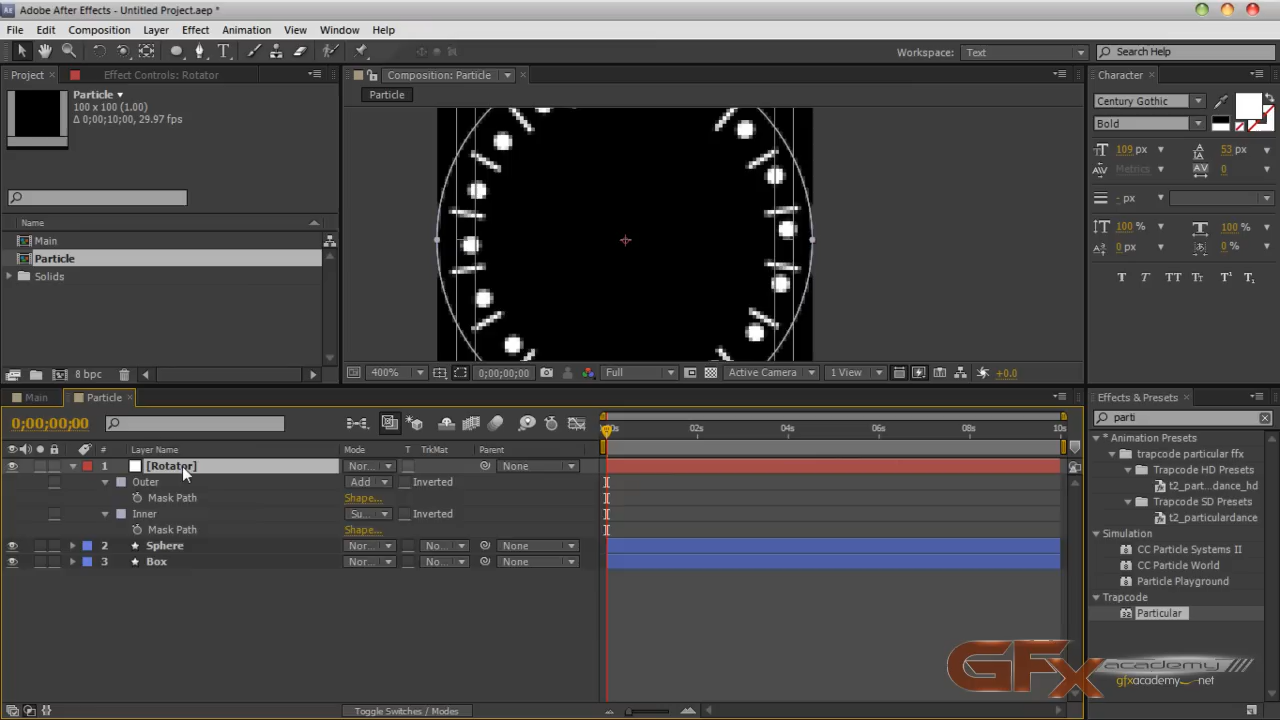 Adobe After Effects - Untitled Project.aep *
File Edit Composition Layer Effect Animation View Window Help
Workspace: Text Search Help
Project Effect Controls: Rotator Composition: Particle Character
Particle
100 x 100 (1.00)
Δ 0;00;10;00, 29.97 fps
Particle
Century Gothic
Bold
109 px 53 px
Metrics 0
- px
100 % 100 %
0 px 0 %
T T TT Tt T¹ T₁
Name
Main
Particle
Solids
8 bpc
400% 0;00;00;00 Full Active Camera 1 View +0.0
Main Particle
0;00;00;00
00s 02s 04s 06s 08s 10s
# Layer Name Mode T TrkMat Parent
1 [Rotator] Nor... None
Outer Add Inverted
Mask Path Shape...
Inner Su... Inverted
Mask Path Shape...
2 Sphere Nor... No... None
3 Box Nor... No... None
Toggle Switches / Modes
Effects & Presets
parti
* Animation Presets
trapcode particular ffx
Trapcode HD Presets
t2_part...dance_hd
Trapcode SD Presets
t2_particulardance
Simulation
CC Particle Systems II
CC Particle World
Particle Playground
Trapcode
Particular
GFX
academy
gfxacademy.net